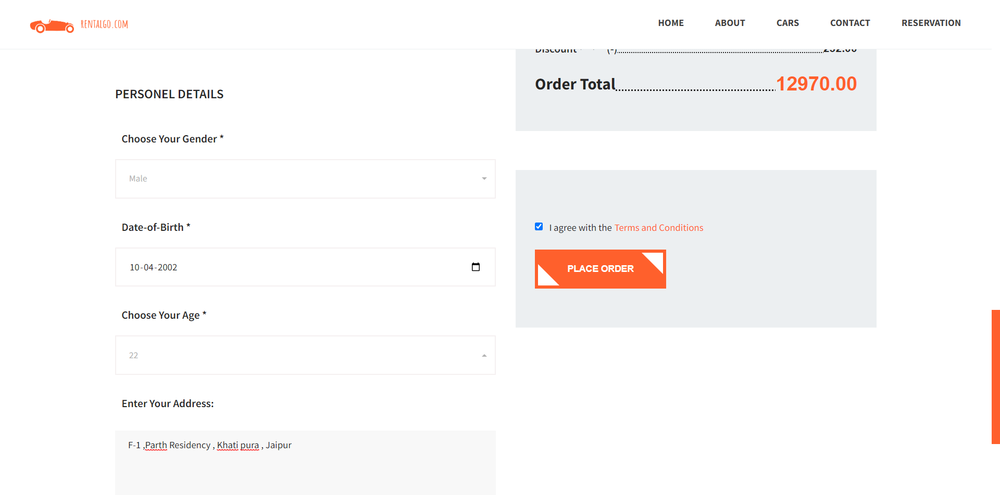 RENTALGO.COM
HOME ABOUT CARS CONTACT RESERVATION
PERSONEL DETAILS
Choose Your Gender *
Male
Date-of-Birth *
10-04-2002
Choose Your Age *
22
Enter Your Address:
F-1 ,Parth Residency , Khati pura , Jaipur
Discount (-)
Order Total 12970.00
I agree with the Terms and Conditions
PLACE ORDER